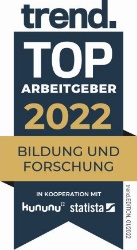 trend.
TOP
ARBEITGEBER
2022
BILDUNG UND
FORSCHUNG
IN KOOPERATION MIT
kununu statista